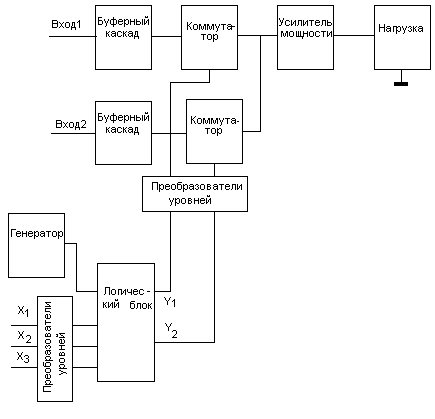 Вход1
Буферный
каскад
Коммута-
тор
Усилитель
мощности
Нагрузка
Вход2
Буферный
каскад
Коммута-
тор
Преобразователи
уровней
Генератор
Логичес -
кий блок
Y1
Y2
X1
X2
X3
Преобразователи
уровней